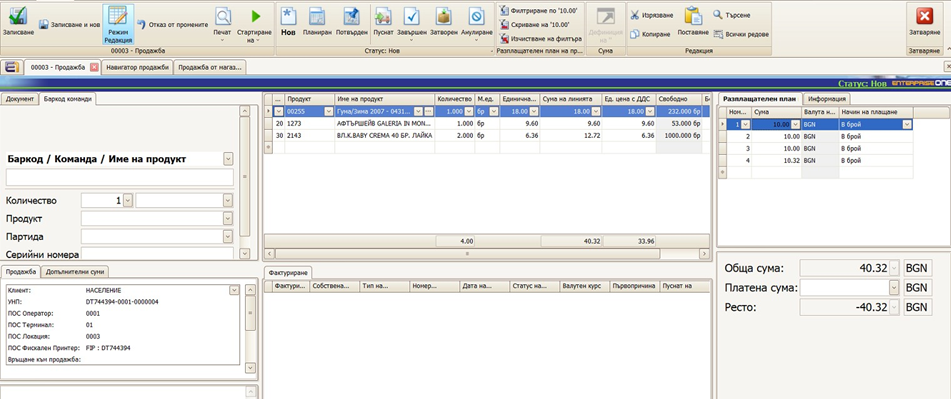 Записване
Записване и нов
Режим Редакция
Отказ от промените
Печат
Стартиране на
00003 - Продажба
Нов
Планиран
Потвърден
Пуснат
Завършен
Затворен
Анулиране
Статус: Нов
Филтриране по '10.00'
Скриване на '10.00'
Изчистване на филтъра
Разплащателен план на пр...
Дефиниция на
Сума
Изрязване
Копиране
Поставяне
Търсене
Всички редове
Редакция
Затваряне
Затваряне
00003 - Продажба
Навигатор продажби
Продажба от магаз...
Статус: Нов ENTERPRISEONE
Документ
Баркод команди
53.00
Баркод / Команда / Име на продукт
Количество 1
Продукт
Партида
Серийни номера
... Продукт Име на продукт Количество М.ед. Единична... Сума на линията Ед. цена с ДДС Свободно
00255 Гума/Зина 2007 - 0431... 1.000 бр 18.00 18.00 18.00 232.000 бр
20 1273 АФТЪРШЕЙВ GALERIA IN MON... 1.000 бр 9.60 9.60 9.60 53.000 бр
30 2143 ВЛ.К.BABY CREMA 40 БР. ЛАЙКА 2.000 бр 6.36 12.72 6.36 1000.000 бр
4.00 40.32 33.96
Разплащателен план
Информация
Ном... Сума Валута н... Начин на плащане
1 10.00 BGN В брой
2 10.00 BGN В брой
3 10.00 BGN В брой
4 10.32 BGN В брой
Продажба
Допълнителни суми
Клиент: НАСЕЛЕНИЕ
УНП: DT744394-0001-0000004
ПОС Оператор: 0001
ПОС Терминал: 01
ПОС Локация: 0003
ПОС Фискален Принтер: FIP : DT744394
Връщане към продажба:
Фактуриране
Фактури... Собствена... Тип на... Номер... Дата на... Статус на... Валутен курс Първопричина Пуснат на
Обща сума: 40.32 BGN
Платена сума: BGN
Ресто: -40.32 BGN